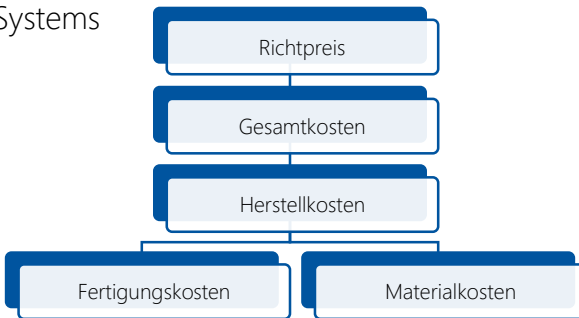 Systems
Richtpreis
Gesamtkosten
Herstellkosten
Fertigungskosten
Materialkosten